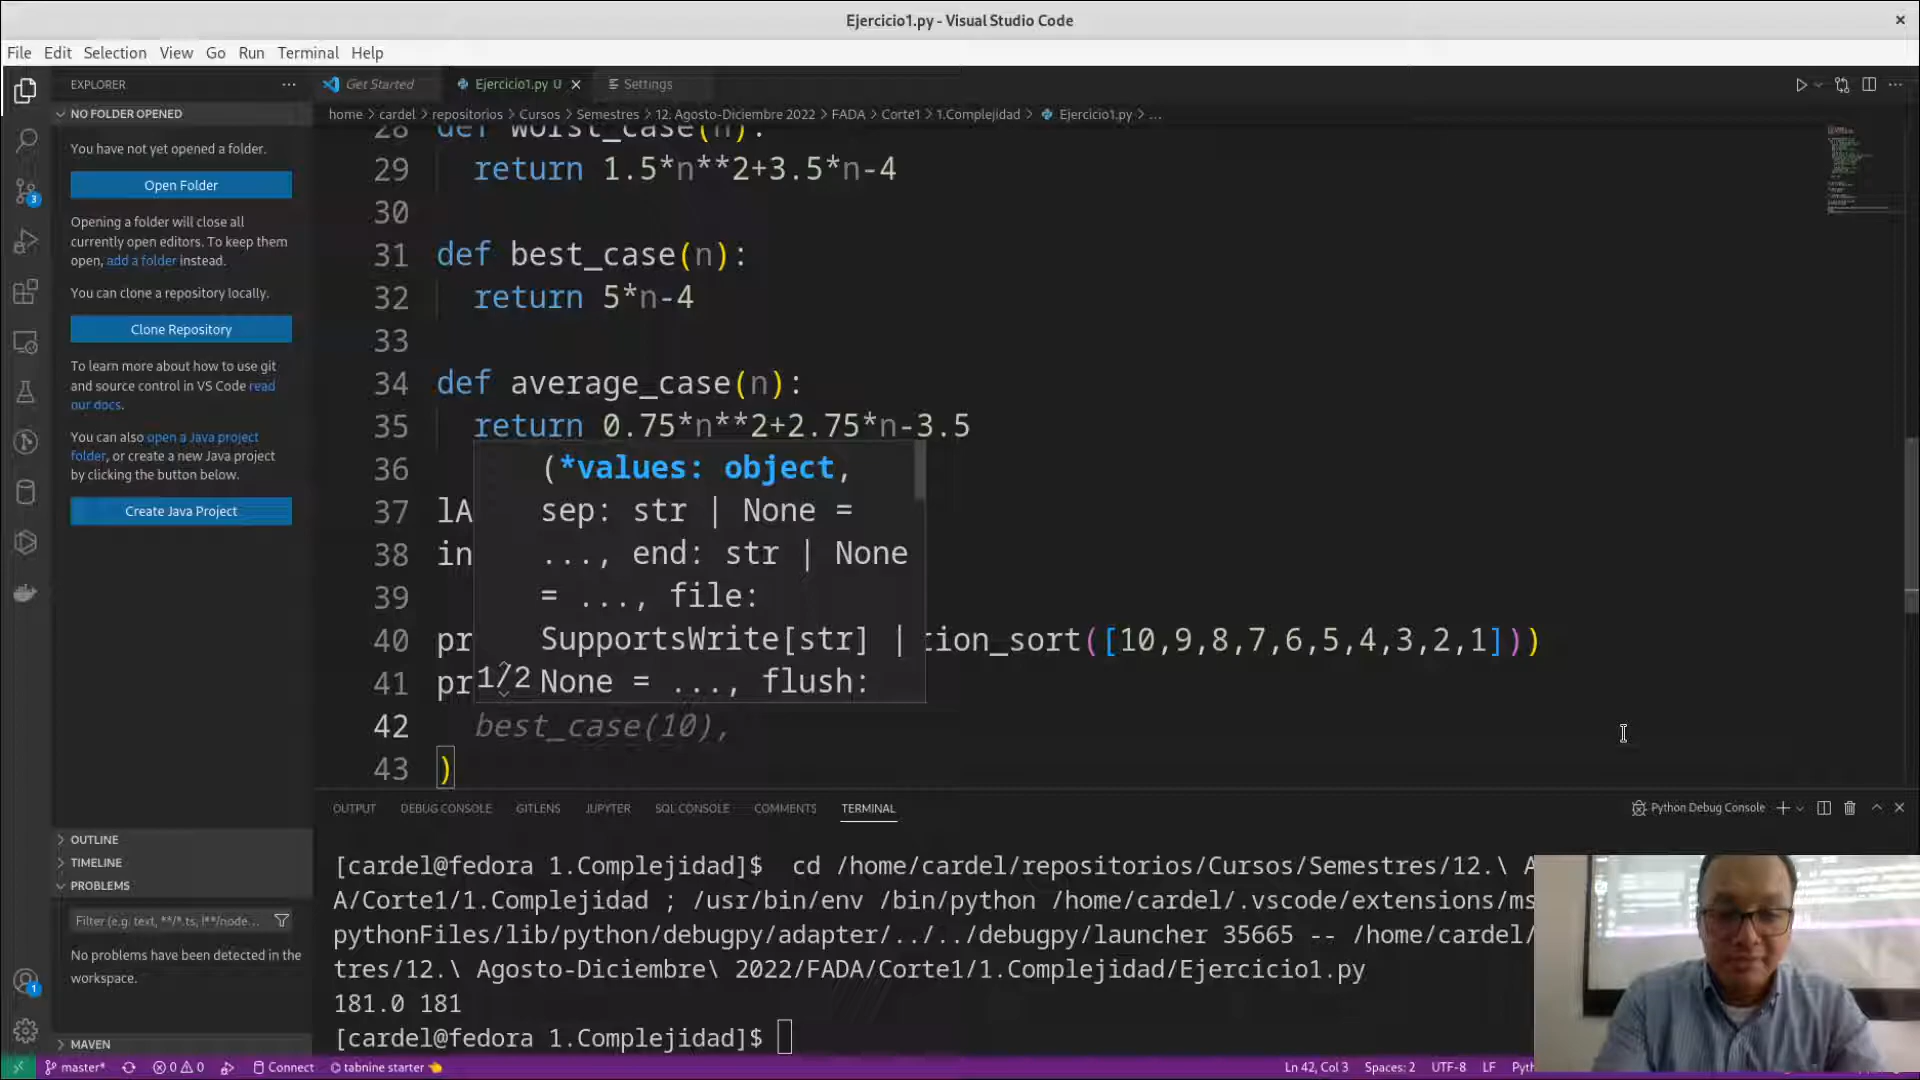 Ejercicio1.py - Visual Studio Code
File Edit Selection View Go Run Terminal Help
EXPLORER
Get Started
Ejercicio1.py U
Settings
NO FOLDER OPENED
home > cardel > repositorios > Cursos > Semestres > 12. Agosto-Diciembre 2022 > FADA > Corte1 > 1.Complejidad > Ejercicio1.py > ...
You have not yet opened a folder.
Open Folder
Opening a folder will close all
currently open editors. To keep them
open, add a folder instead.
You can clone a repository locally.
Clone Repository
To learn more about how to use git
and source control in VS Code read
our docs.
You can also open a Java project
folder, or create a new Java project
by clicking the button below.
Create Java Project
OUTLINE
TIMELINE
PROBLEMS
Filter (e.g. text, **/*.ts, !**/node...
No problems have been detected in the
workspace.
MAVEN
28 def worst_case(n):
29 return 1.5*n**2+3.5*n-4
30
31 def best_case(n):
32 return 5*n-4
33
34 def average_case(n):
35 return 0.75*n**2+2.75*n-3.5
36
37 lA
38 in
39
40 pr tion_sort([10,9,8,7,6,5,4,3,2,1]))
41 pr
42 best_case(10),
43 )
(*values: object,
sep: str | None =
..., end: str | None
= ..., file:
SupportsWrite[str] |
1/2 None = ..., flush:
OUTPUT DEBUG CONSOLE GITLENS JUPYTER SQL CONSOLE COMMENTS TERMINAL
Python Debug Console
[cardel@fedora 1.Complejidad]$ cd /home/cardel/repositorios/Cursos/Semestres/12.\ A
A/Corte1/1.Complejidad ; /usr/bin/env /bin/python /home/cardel/.vscode/extensions/ms
pythonFiles/lib/python/debugpy/adapter/../../debugpy/launcher 35665 -- /home/cardel/
tres/12.\ Agosto-Diciembre\ 2022/FADA/Corte1/1.Complejidad/Ejercicio1.py
181.0 181
[cardel@fedora 1.Complejidad]$
3
1
master* 0 0 Connect tabnine starter
Ln 42, Col 3 Spaces: 2 UTF-8 LF Pyth